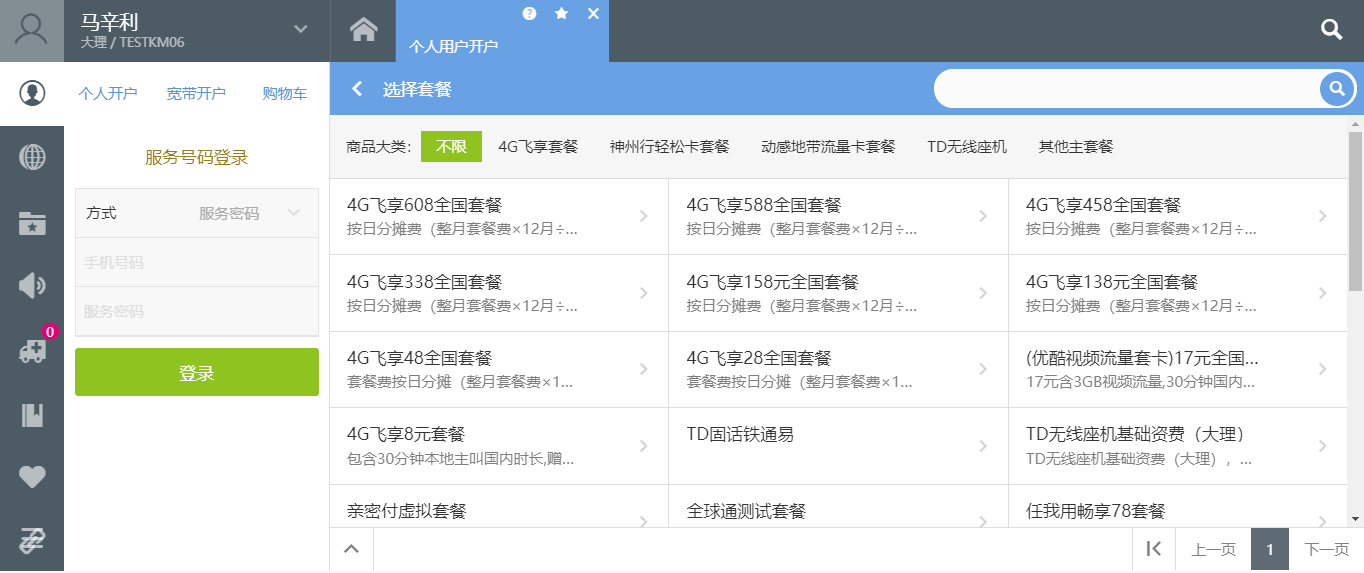 马辛利
大理 / TESTKM06
个人用户开户
个人开户
宽带开户
购物车
服务号码登录
方式
服务密码
手机号码
服务密码
登录
0
选择套餐
商品大类:
不限
4G飞享套餐
神州行轻松卡套餐
动感地带流量卡套餐
TD无线座机
其他主套餐
4G飞享608全国套餐
按日分摊费（整月套餐费×12月÷...
4G飞享588全国套餐
按日分摊费（整月套餐费×12月÷...
4G飞享458全国套餐
按日分摊费（整月套餐费×12月÷...
4G飞享338全国套餐
按日分摊费（整月套餐费×12月÷...
4G飞享158元全国套餐
按日分摊费（整月套餐费×12月÷...
4G飞享138元全国套餐
按日分摊费（整月套餐费×12月÷...
4G飞享48全国套餐
套餐费按日分摊（整月套餐费×1...
4G飞享28全国套餐
套餐费按日分摊（整月套餐费×1...
(优酷视频流量套卡)17元全国...
17元含3GB视频流量,30分钟国内...
4G飞享8元套餐
包含30分钟本地主叫国内时长,赠...
TD固话铁通易
TD无线座机基础资费（大理）
TD无线座机基础资费（大理），...
亲密付虚拟套餐
全球通测试套餐
任我用畅享78套餐
上一页
1
下一页